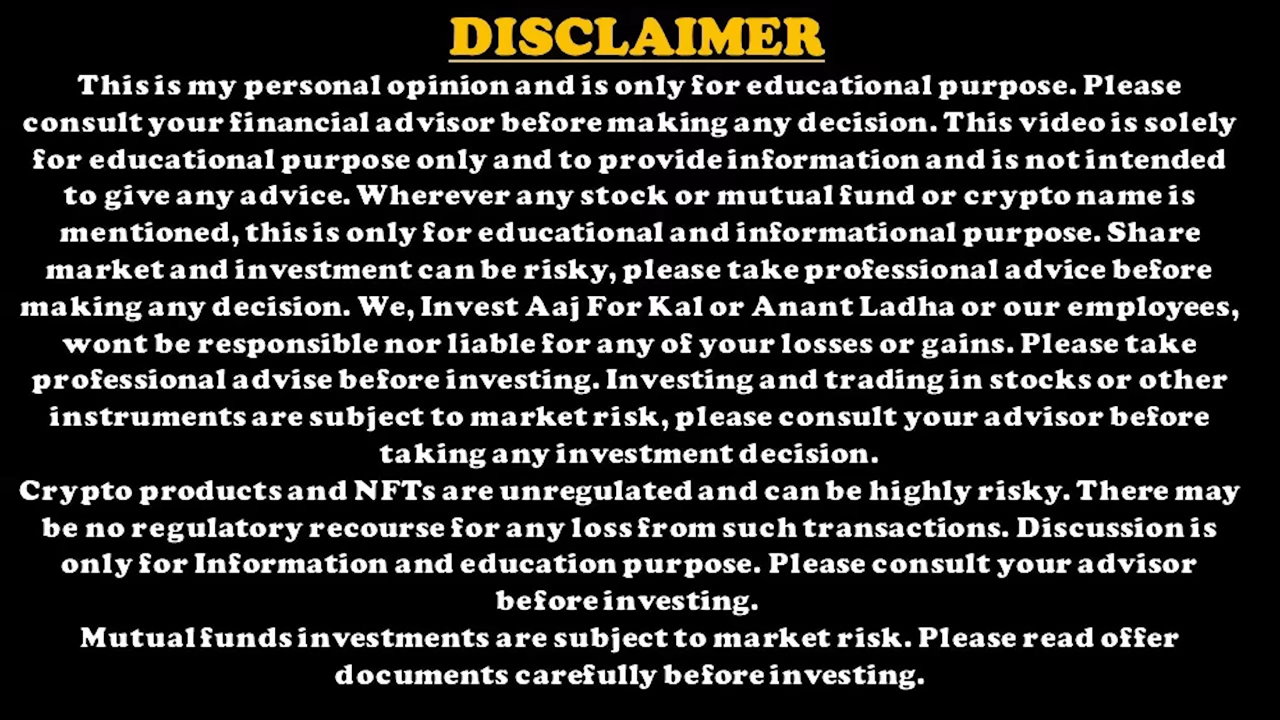 DISCLAIMER
This is my personal opinion and is only for educational purpose. Please
consult your financial advisor before making any decision. This video is solely
for educational purpose only and to provide information and is not intended
to give any advice. Wherever any stock or mutual fund or crypto name is
mentioned, this is only for educational and informational purpose. Share
market and investment can be risky, please take professional advice before
making any decision. We, Invest Aaj For Kal or Anant Ladha or our employees,
wont be responsible nor liable for any of your losses or gains. Please take
professional advise before investing. Investing and trading in stocks or other
instruments are subject to market risk, please consult your advisor before
taking any investment decision.
Crypto products and NFTs are unregulated and can be highly risky. There may
be no regulatory recourse for any loss from such transactions. Discussion is
only for Information and education purpose. Please consult your advisor
before investing.
Mutual funds investments are subject to market risk. Please read offer
documents carefully before investing.